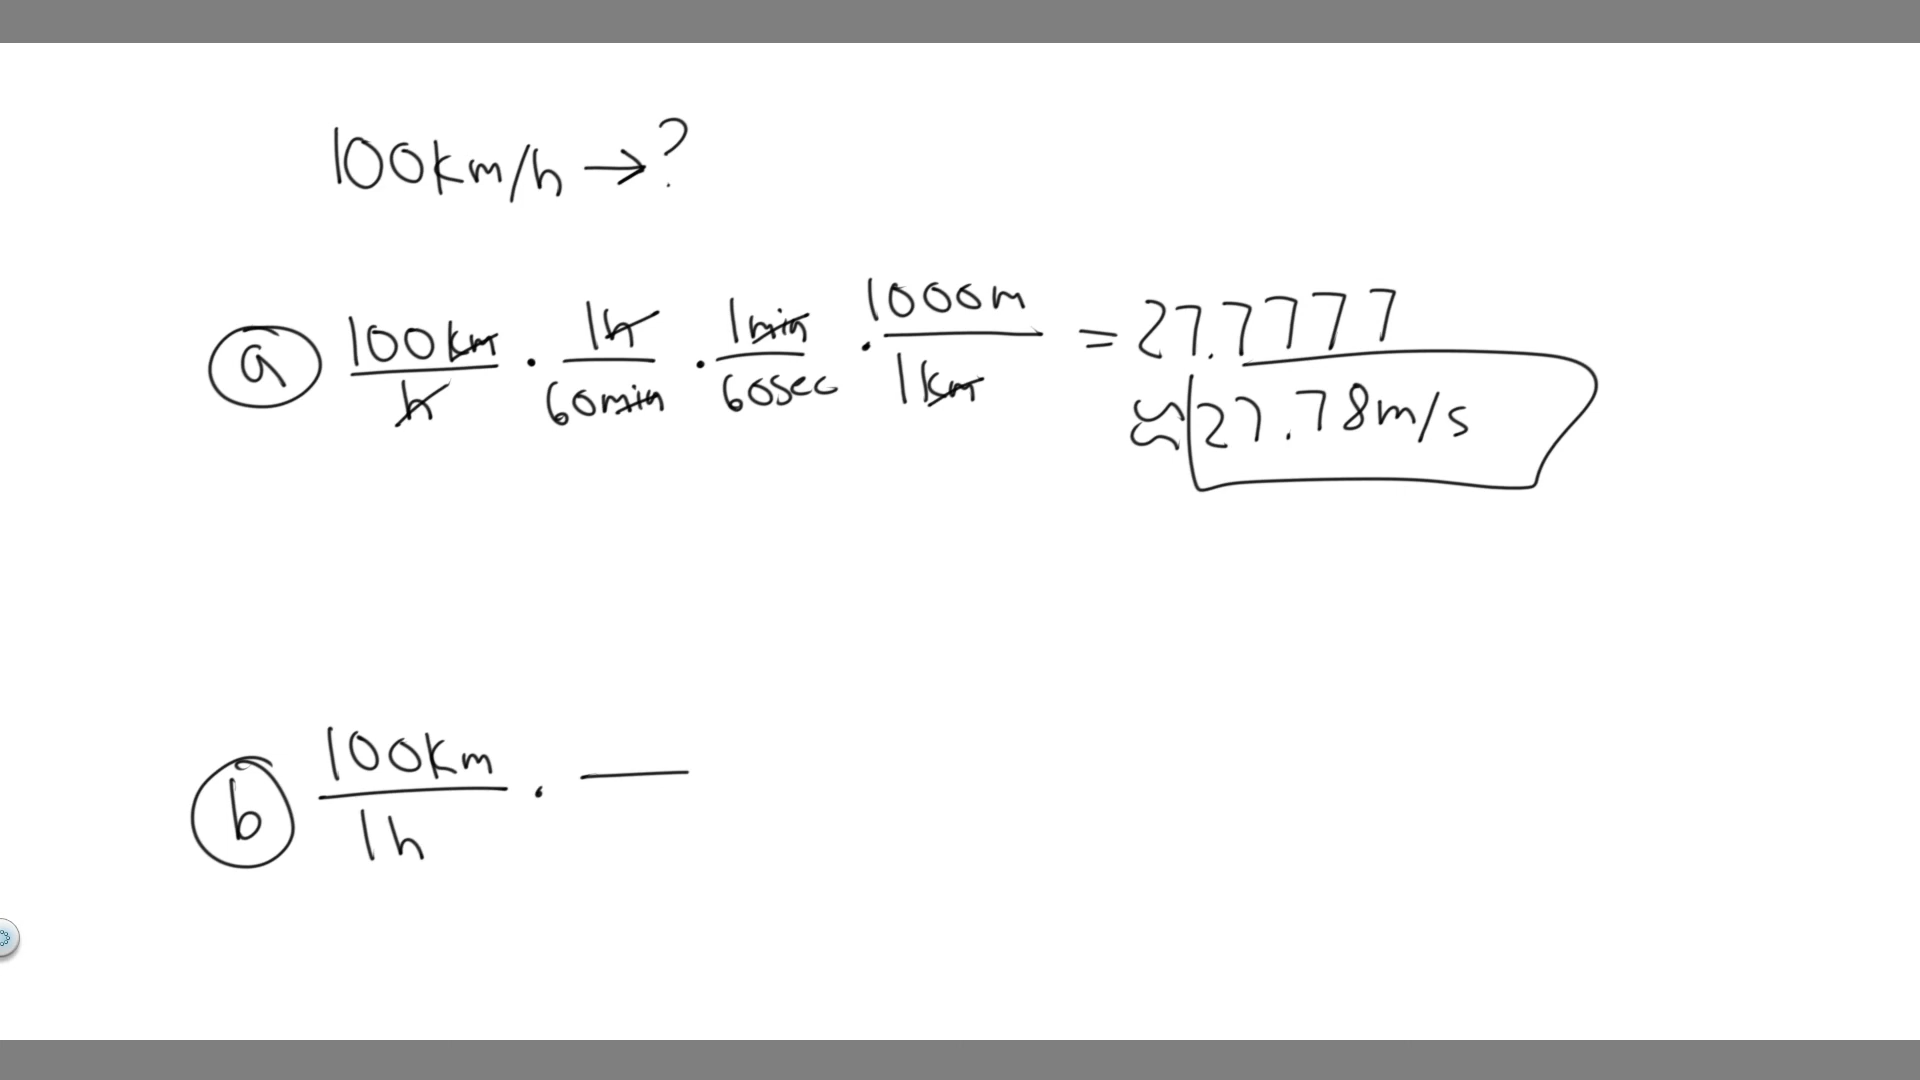 100km/h → ?
a 100km/h · 1h/60min · 1min/60sec · 1000m/1km = 27.7777
≈ 27.78m/s
b 100km/1h ·